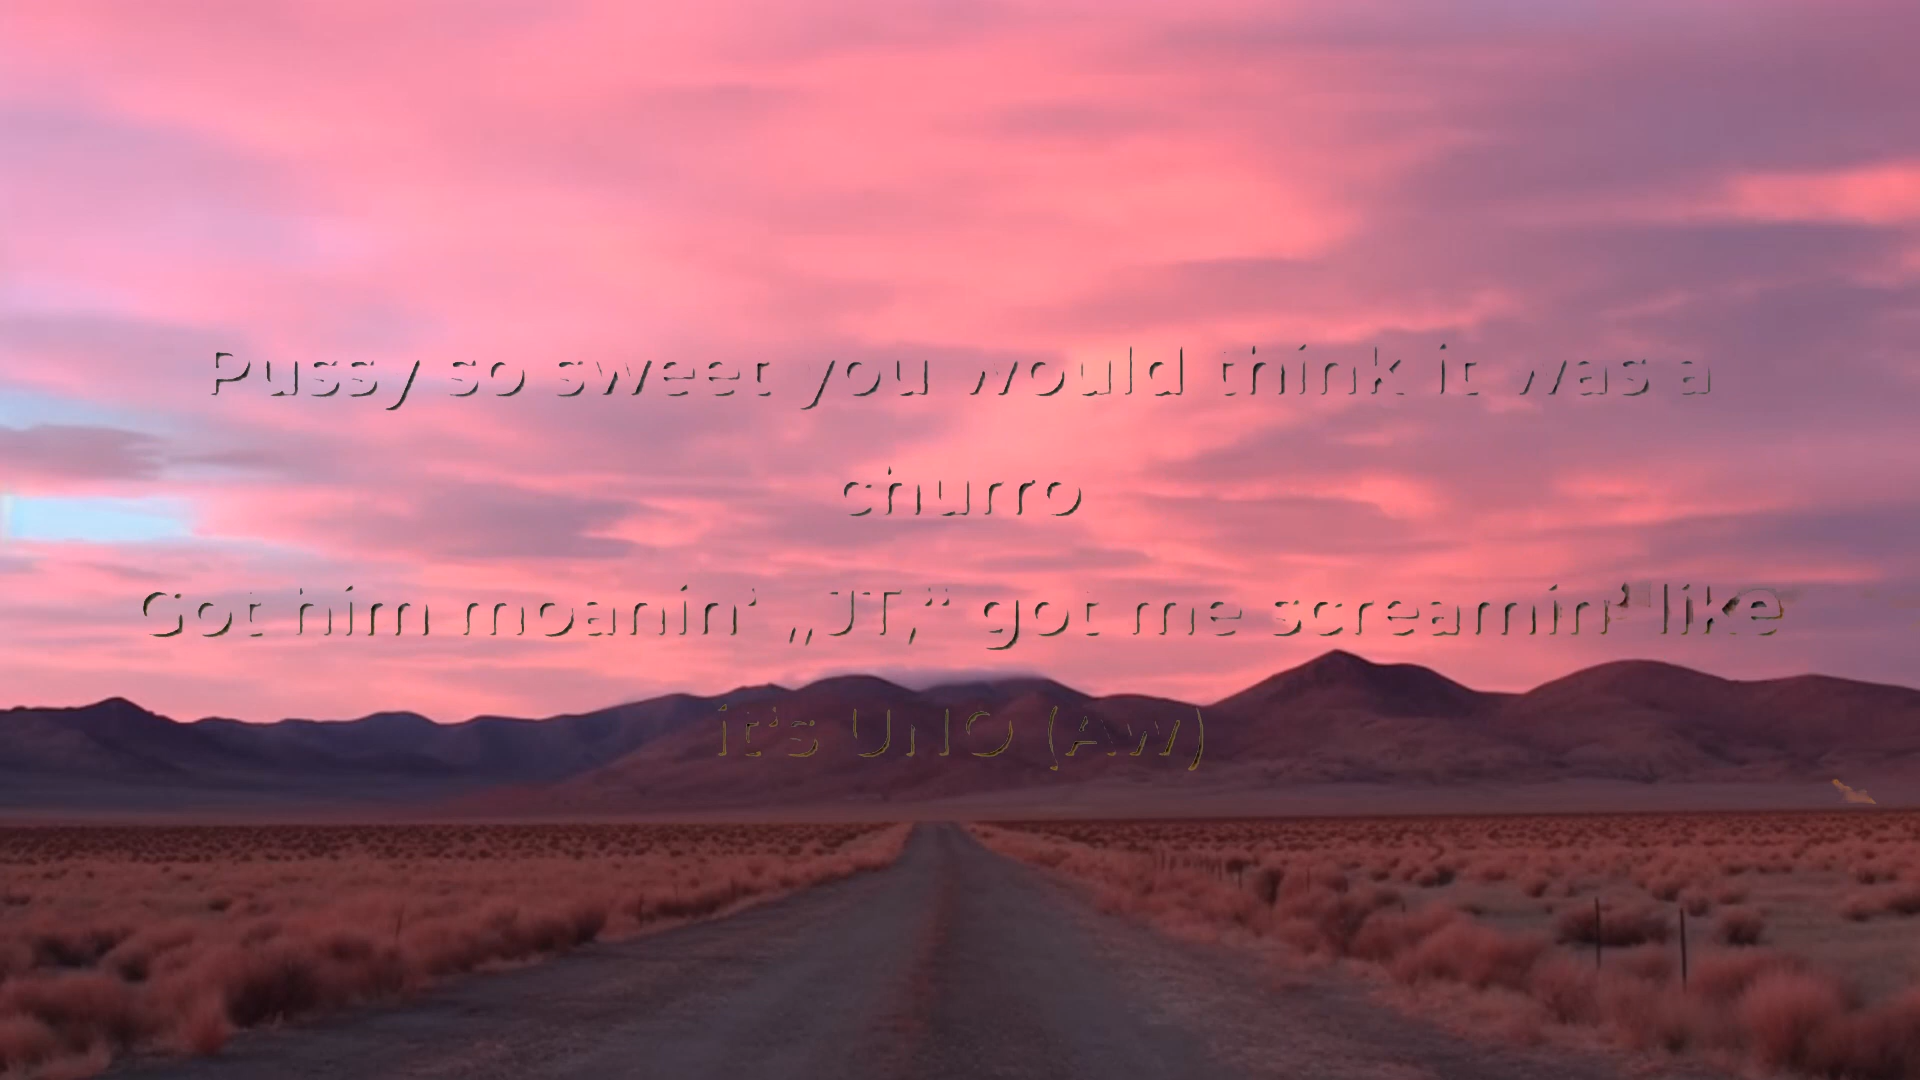 Pussy so sweet you would think it was a
churro
Got him moanin' „JT,“ got me screamin' like
it's UNO (Aw)